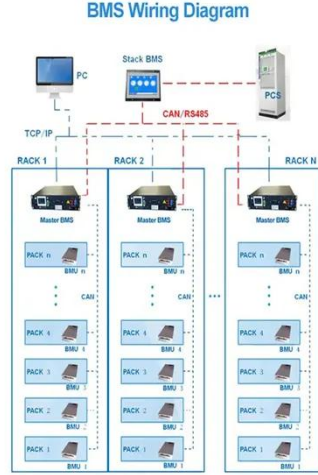 BMS Wiring Diagram
Stack BMS
PC
PCS
CAN/RS485
TCP/IP
RACK 1
RACK 2
RACK N
Master BMS
Master BMS
Master BMS
PACK n
PACK n
PACK n
BMU n
BMU n
BMU n
CAN
CAN
CAN
PACK 4
PACK 4
PACK 4
BMU 4
BMU 4
BMU 4
PACK 3
PACK 3
PACK 3
BMU 3
BMU 3
BMU 3
PACK 2
PACK 2
PACK 2
BMU 2
BMU 2
BMU 2
PACK 1
PACK 1
PACK 1
BMU 1
BMU 1
BMU 1